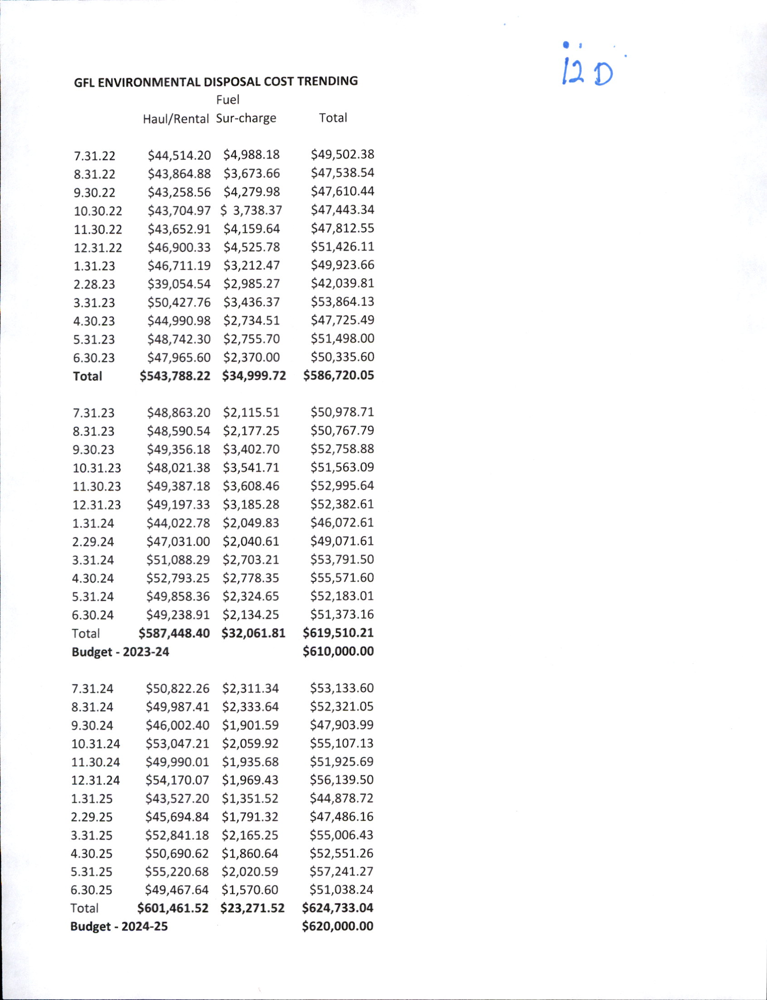 12 D
GFL ENVIRONMENTAL DISPOSAL COST TRENDING
Fuel
Haul/Rental Sur-charge Total
7.31.22 $44,514.20 $4,988.18 $49,502.38
8.31.22 $43,864.88 $3,673.66 $47,538.54
9.30.22 $43,258.56 $4,279.98 $47,610.44
10.30.22 $43,704.97 $ 3,738.37 $47,443.34
11.30.22 $43,652.91 $4,159.64 $47,812.55
12.31.22 $46,900.33 $4,525.78 $51,426.11
1.31.23 $46,711.19 $3,212.47 $49,923.66
2.28.23 $39,054.54 $2,985.27 $42,039.81
3.31.23 $50,427.76 $3,436.37 $53,864.13
4.30.23 $44,990.98 $2,734.51 $47,725.49
5.31.23 $48,742.30 $2,755.70 $51,498.00
6.30.23 $47,965.60 $2,370.00 $50,335.60
Total $543,788.22 $34,999.72 $586,720.05
7.31.23 $48,863.20 $2,115.51 $50,978.71
8.31.23 $48,590.54 $2,177.25 $50,767.79
9.30.23 $49,356.18 $3,402.70 $52,758.88
10.31.23 $48,021.38 $3,541.71 $51,563.09
11.30.23 $49,387.18 $3,608.46 $52,995.64
12.31.23 $49,197.33 $3,185.28 $52,382.61
1.31.24 $44,022.78 $2,049.83 $46,072.61
2.29.24 $47,031.00 $2,040.61 $49,071.61
3.31.24 $51,088.29 $2,703.21 $53,791.50
4.30.24 $52,793.25 $2,778.35 $55,571.60
5.31.24 $49,858.36 $2,324.65 $52,183.01
6.30.24 $49,238.91 $2,134.25 $51,373.16
Total $587,448.40 $32,061.81 $619,510.21
Budget - 2023-24 $610,000.00
7.31.24 $50,822.26 $2,311.34 $53,133.60
8.31.24 $49,987.41 $2,333.64 $52,321.05
9.30.24 $46,002.40 $1,901.59 $47,903.99
10.31.24 $53,047.21 $2,059.92 $55,107.13
11.30.24 $49,990.01 $1,935.68 $51,925.69
12.31.24 $54,170.07 $1,969.43 $56,139.50
1.31.25 $43,527.20 $1,351.52 $44,878.72
2.29.25 $45,694.84 $1,791.32 $47,486.16
3.31.25 $52,841.18 $2,165.25 $55,006.43
4.30.25 $50,690.62 $1,860.64 $52,551.26
5.31.25 $55,220.68 $2,020.59 $57,241.27
6.30.25 $49,467.64 $1,570.60 $51,038.24
Total $601,461.52 $23,271.52 $624,733.04
Budget - 2024-25 $620,000.00